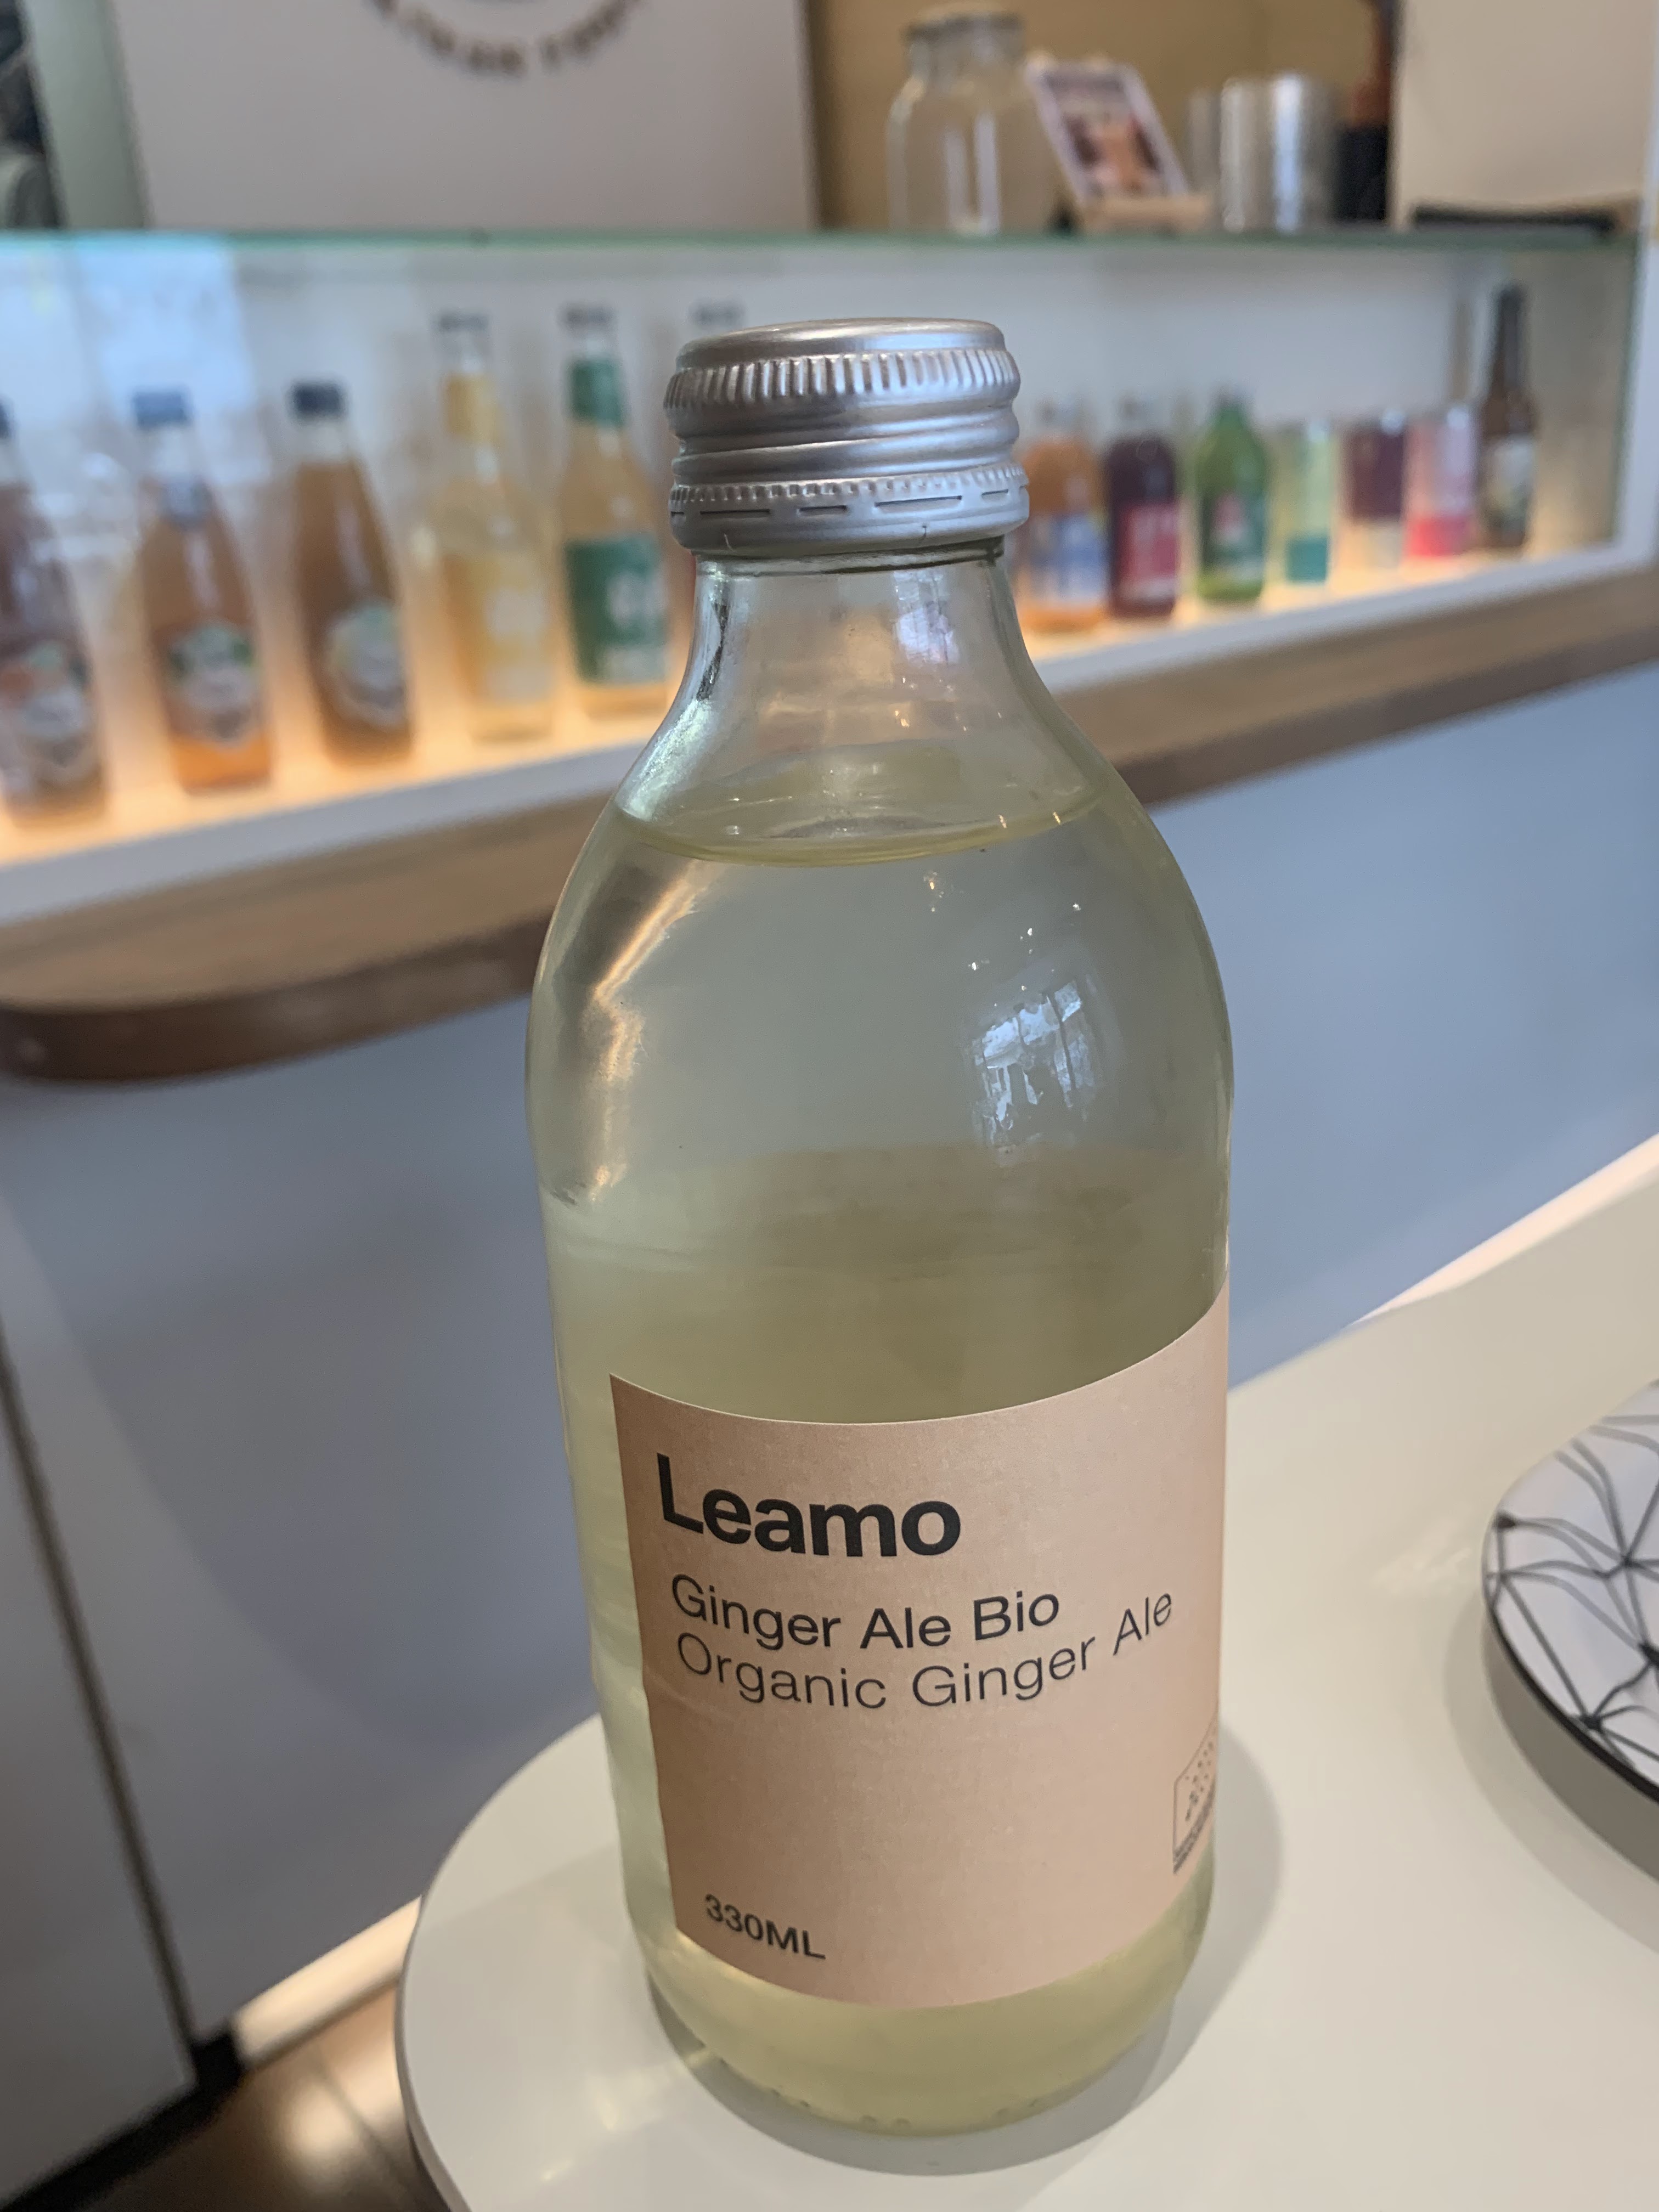 Leamo
Ginger Ale Bio
Organic Ginger Ale
330ML